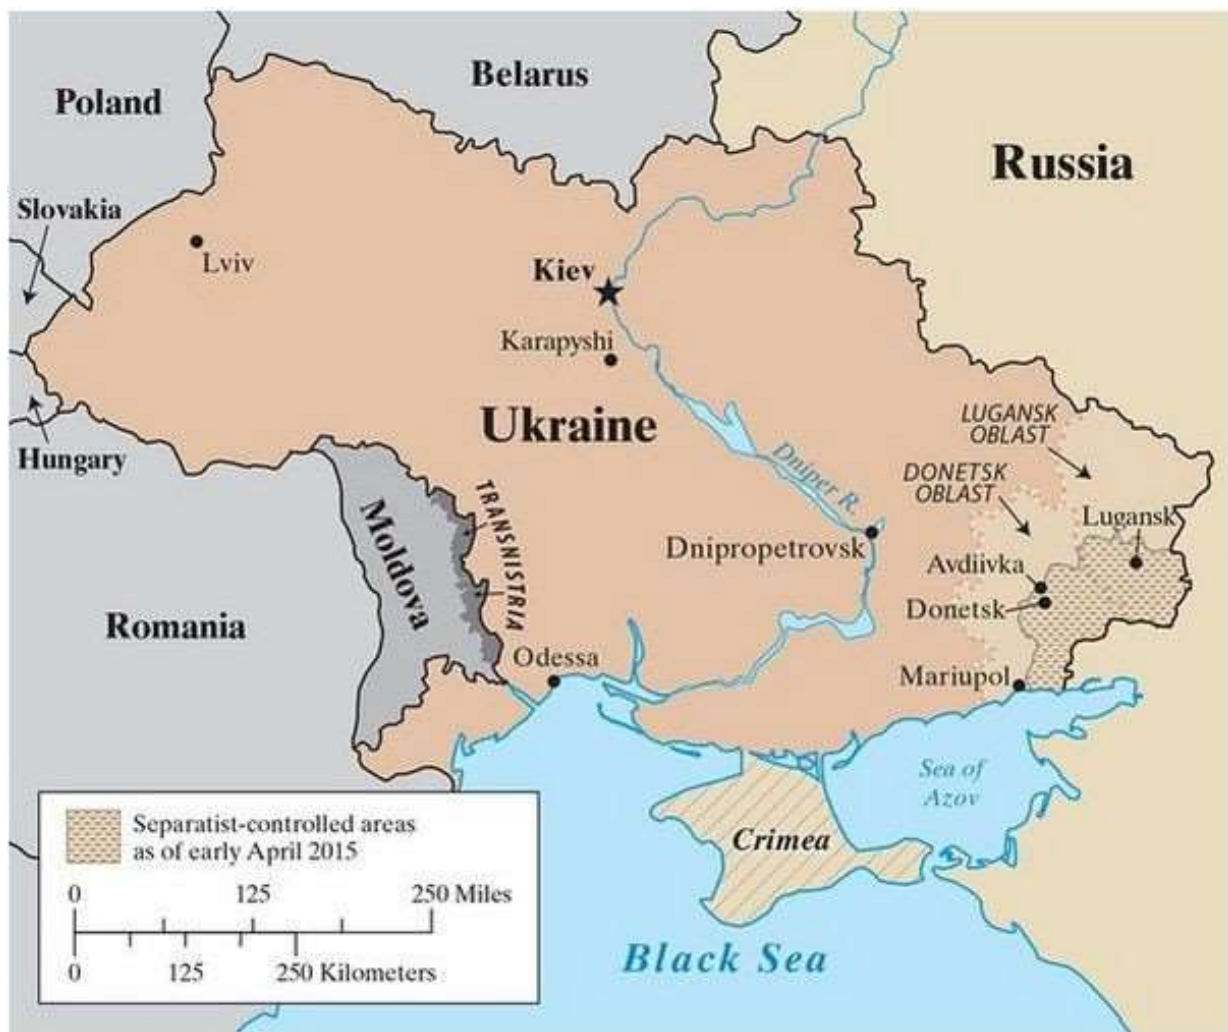 Belarus
Poland
Russia
Slovakia
Lviv
Kiev
Karapyshi
Ukraine
LUGANSK
OBLAST
Hungary
DONETSK
OBLAST
Dniper R.
TRANSNISTRIA
Moldova
Lugansk
Dnipropetrovsk
Avdiivka
Donetsk
Romania
Odessa
Mariupol
Sea of
Azov
Crimea
Black Sea
Separatist-controlled areas
as of early April 2015
0 125 250 Miles
0 125 250 Kilometers